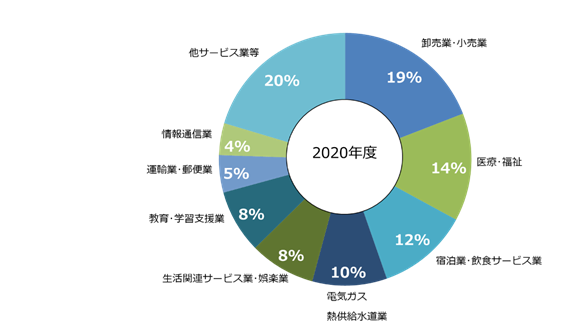 卸売業・小売業
19%
医療・福祉
14%
宿泊業・飲食サービス業
12%
電気ガス
熱供給水道業
10%
生活関連サービス業・娯楽業
8%
教育・学習支援業
8%
運輸業・郵便業
5%
情報通信業
4%
他サービス業等
20%
2020年度